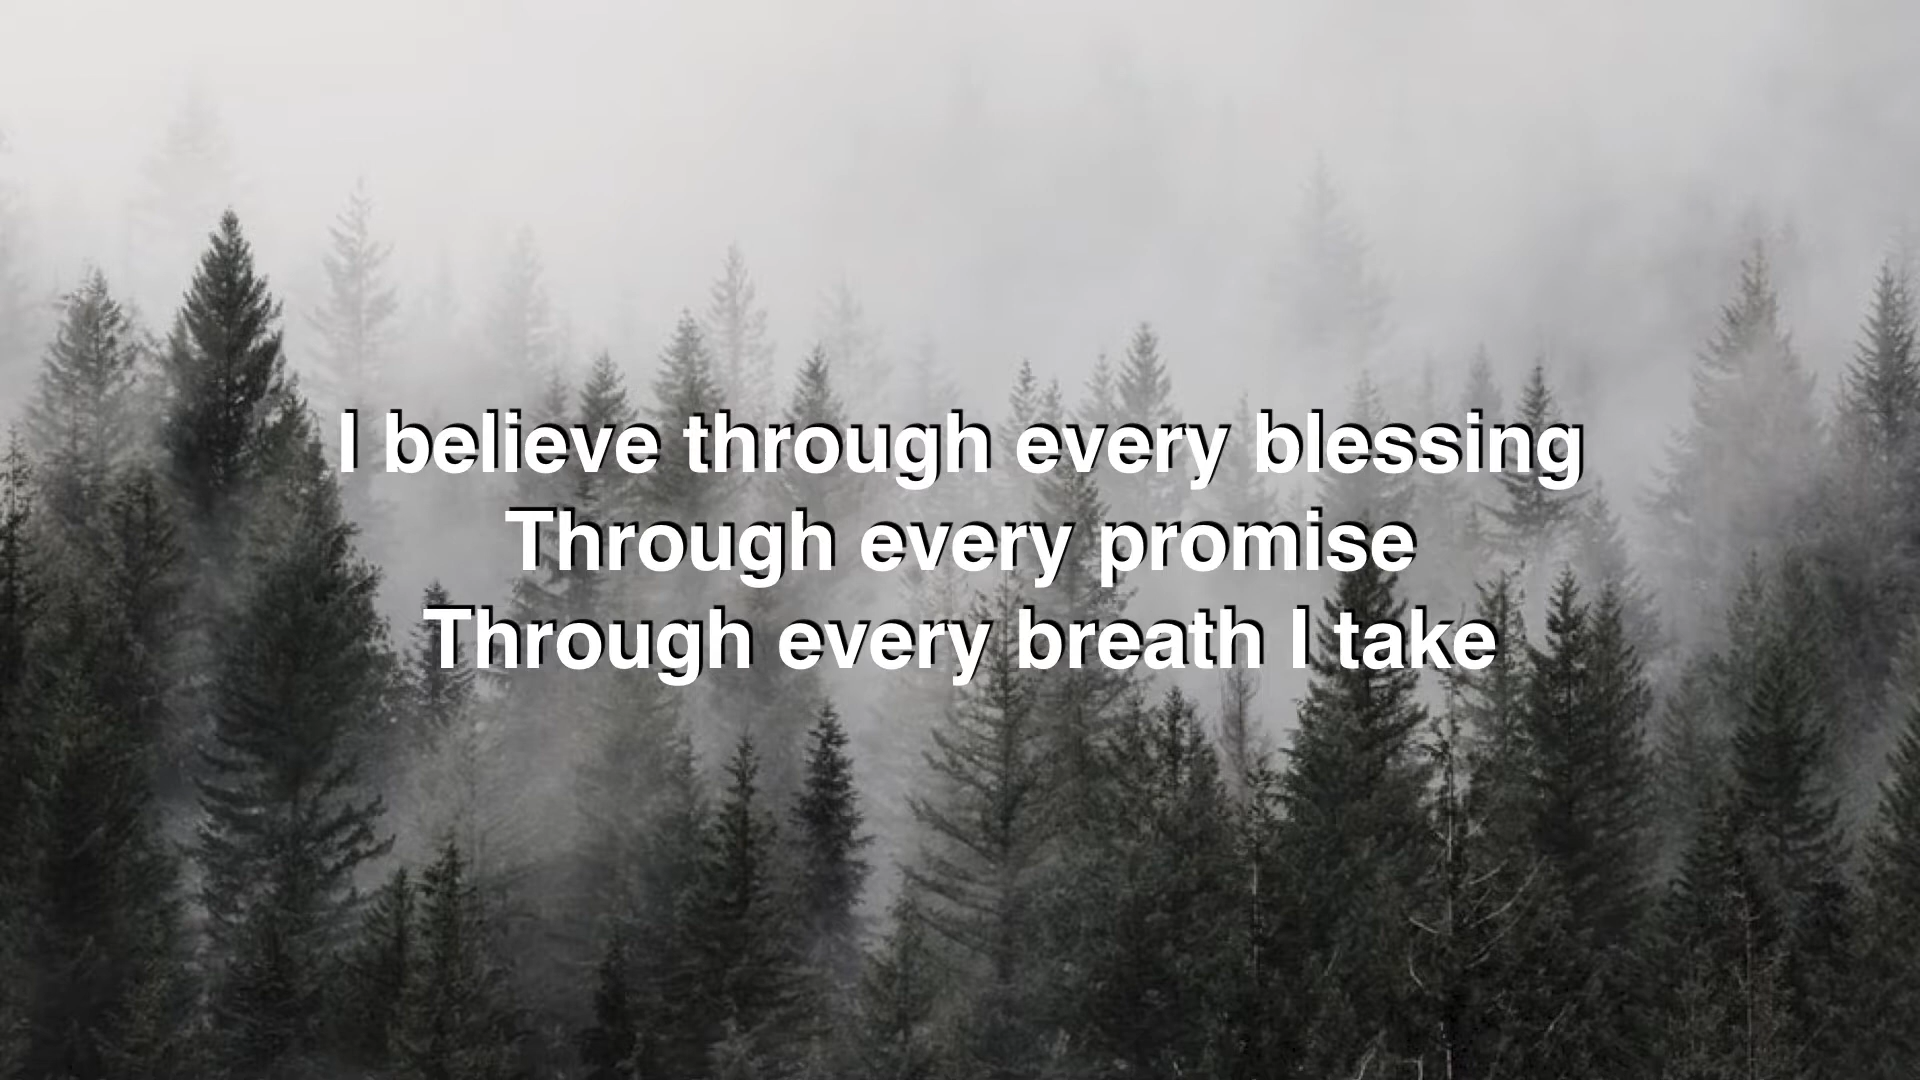 I believe through every blessing
Through every promise
Through every breath I take